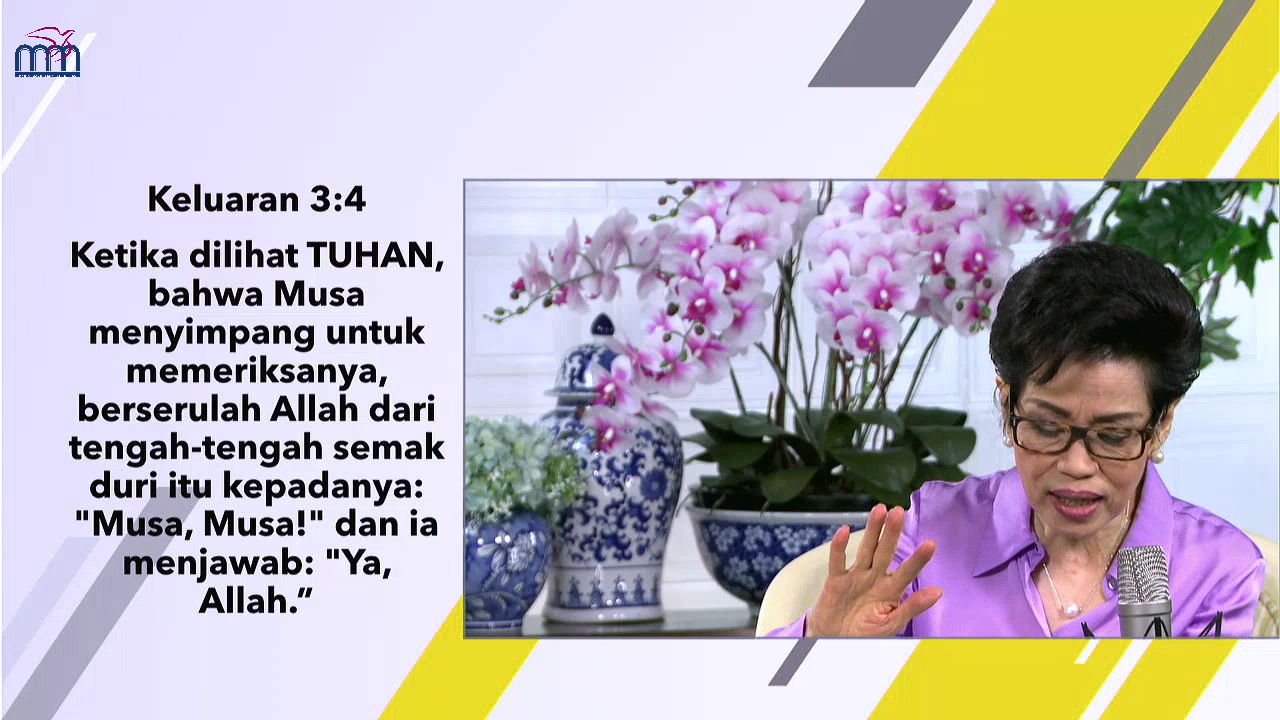 Keluaran 3:4
Ketika dilihat TUHAN,
bahwa Musa
menyimpang untuk
memeriksanya,
berserulah Allah dari
tengah-tengah semak
duri itu kepadanya:
"Musa, Musa!" dan ia
menjawab: "Ya,
Allah.”